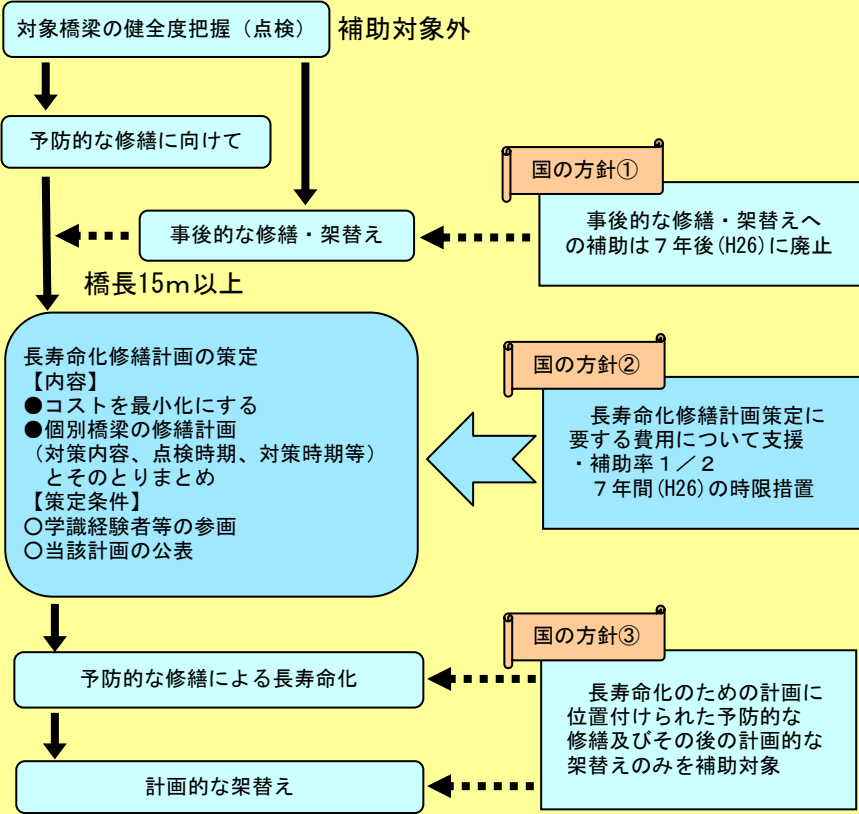 対象橋梁の健全度把握（点検）
補助対象外
予防的な修繕に向けて
国の方針①
事後的な修繕・架替えへ
の補助は７年後(H26)に廃止
事後的な修繕・架替え
橋長15ｍ以上
長寿命化修繕計画の策定
【内容】
●コストを最小化にする
●個別橋梁の修繕計画
（対策内容、点検時期、対策時期等）
とそのとりまとめ
【策定条件】
〇学識経験者等の参画
〇当該計画の公表
国の方針②
長寿命化修繕計画策定に
要する費用について支援
・補助率１／２
７年間(H26)の時限措置
国の方針③
予防的な修繕による長寿命化
長寿命化のための計画に
位置付けられた予防的な
修繕及びその後の計画的な
架替えのみを補助対象
計画的な架替え